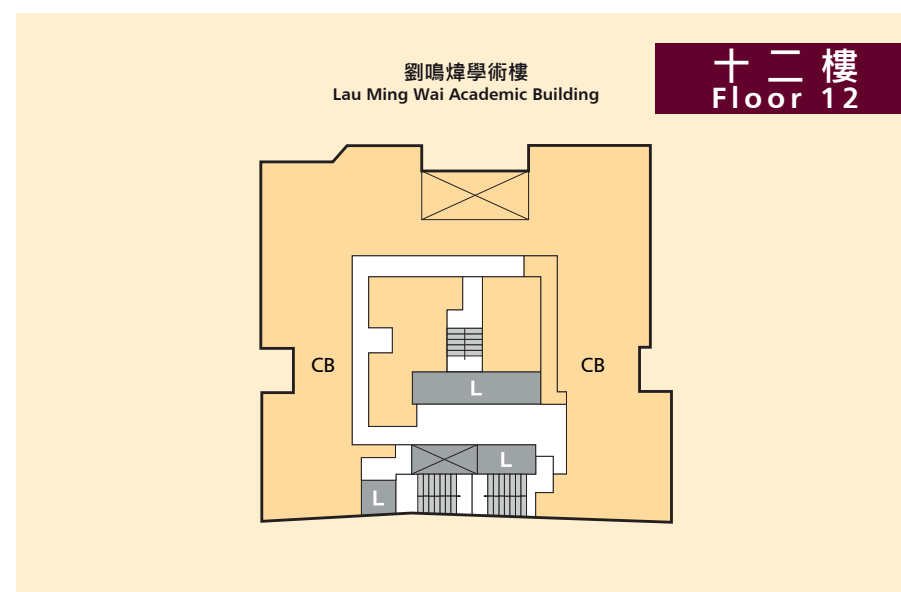 劉鳴煒學術樓
Lau Ming Wai Academic Building
十二樓
Floor 12
CB
CB
L
L
L